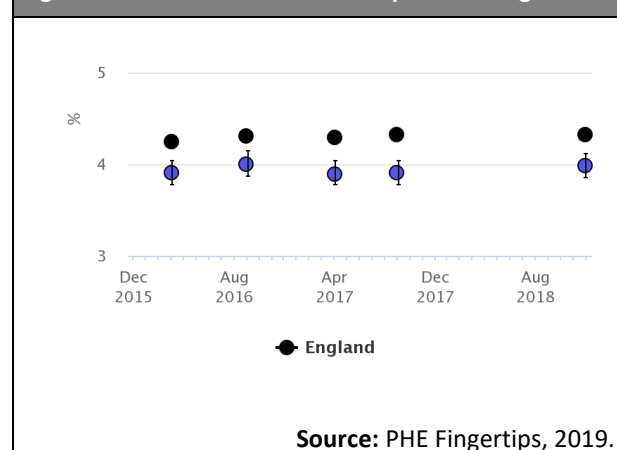 5
%
4
3
Dec Aug Apr Dec Aug
2015 2016 2017 2017 2018
England
Source: PHE Fingertips, 2019.